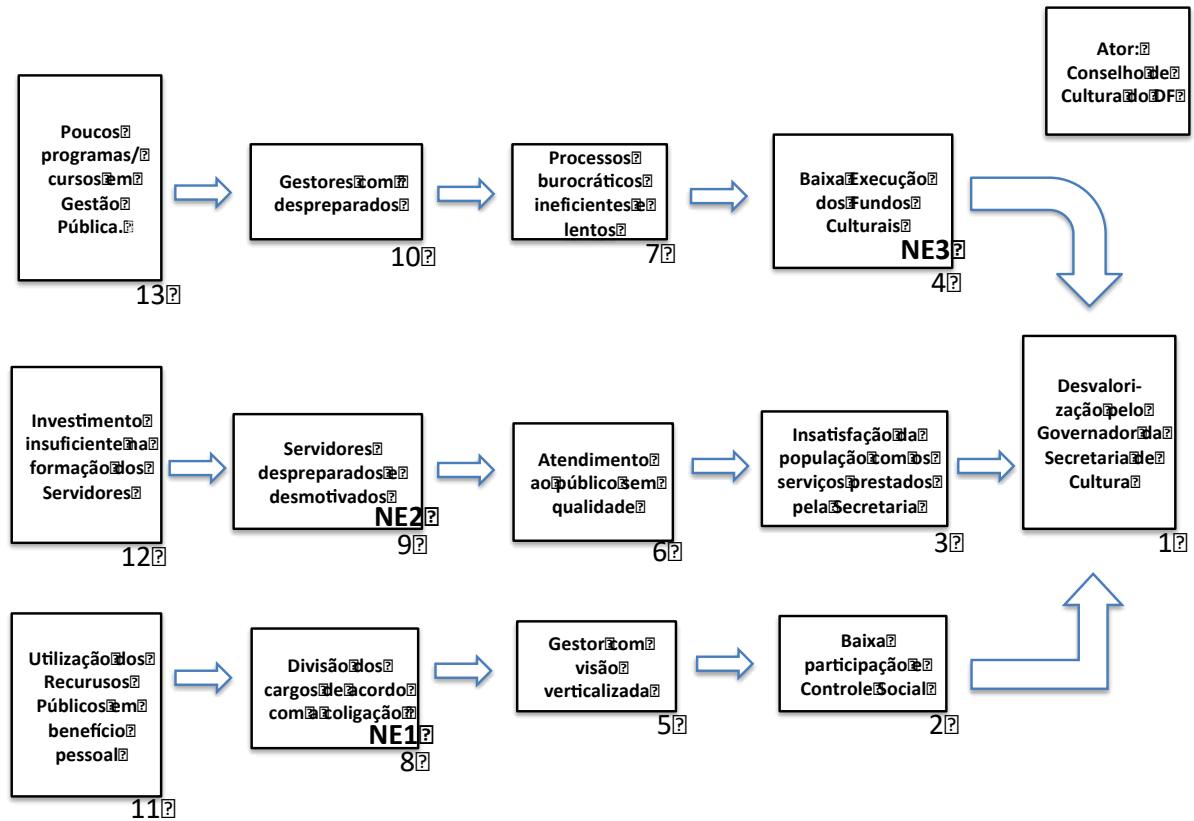 Ator:
Conselho de
Cultura do DF
Poucos
programas/
cursos em
Gestão
Pública.
13
Gestores com
despreparados
10
Processos
burocráticos
ineficientes e
lentos
7
Baixa Execução
dos Fundos
Culturais
NE3
4
Investimento
insuficiente na
formação dos
Servidores
12
Servidores
despreparados e
desmotivados
NE2
9
Atendimento
ao público sem
qualidade
6
Insatisfação da
população com os
serviços prestados
pela Secretaria
3
Desvalori-
zação pelo
Governador da
Secretaria de
Cultura
1
Utilização dos
Recurusos
Públicos em
benefício
pessoal
11
Divisão dos
cargos de acordo
com a coligação
NE1
8
Gestor com
visão
verticalizada
5
Baixa
participação e
Controle Social
2